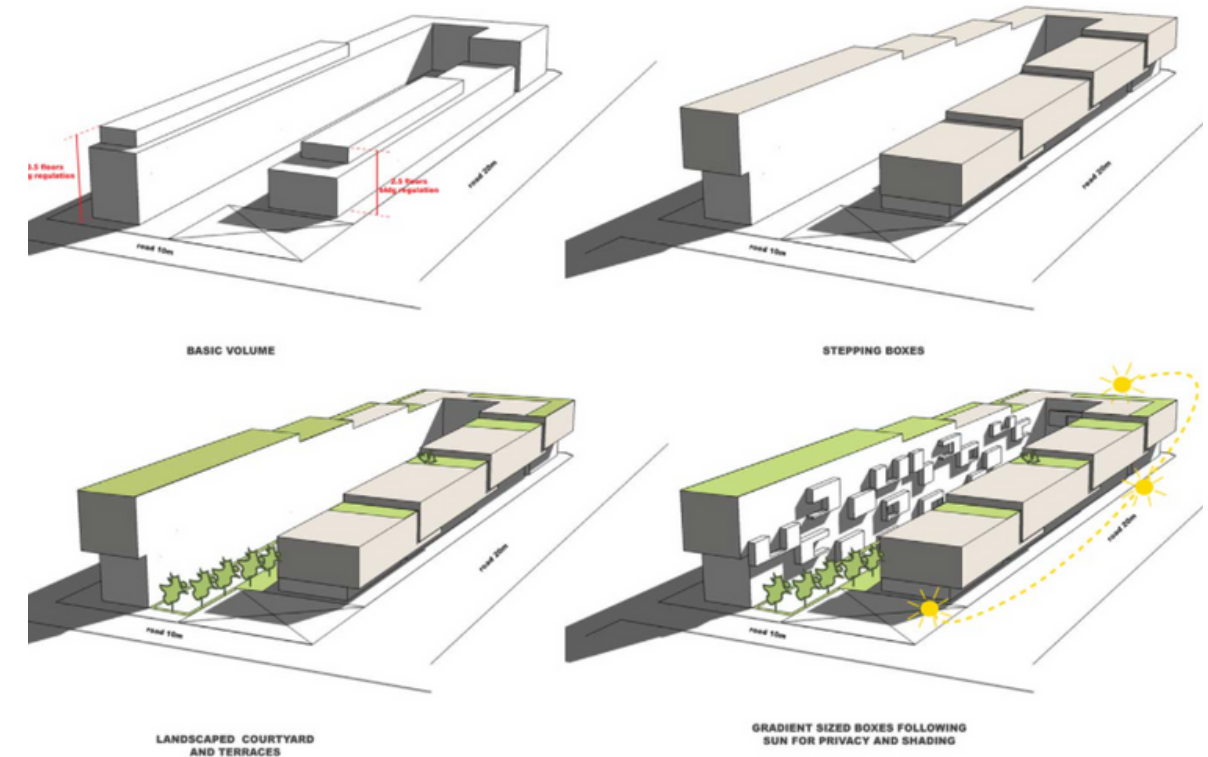 .5 floors
g regulation
2.5 floors
bldg regulation
road 20m
road 10m
BASIC VOLUME
road 20m
road 10m
STEPPING BOXES
road 20m
road 10m
LANDSCAPED COURTYARD
AND TERRACES
road 20m
road 10m
GRADIENT SIZED BOXES FOLLOWING
SUN FOR PRIVACY AND SHADING